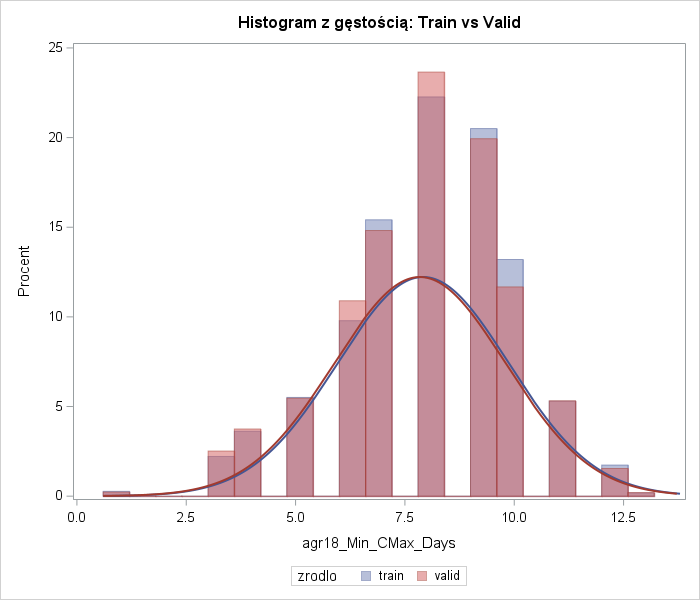 Histogram z gęstością: Train vs Valid
25
20
15
10
5
0
Procent
0.0 2.5 5.0 7.5 10.0 12.5
agr18_Min_CMax_Days
zrodlo train valid